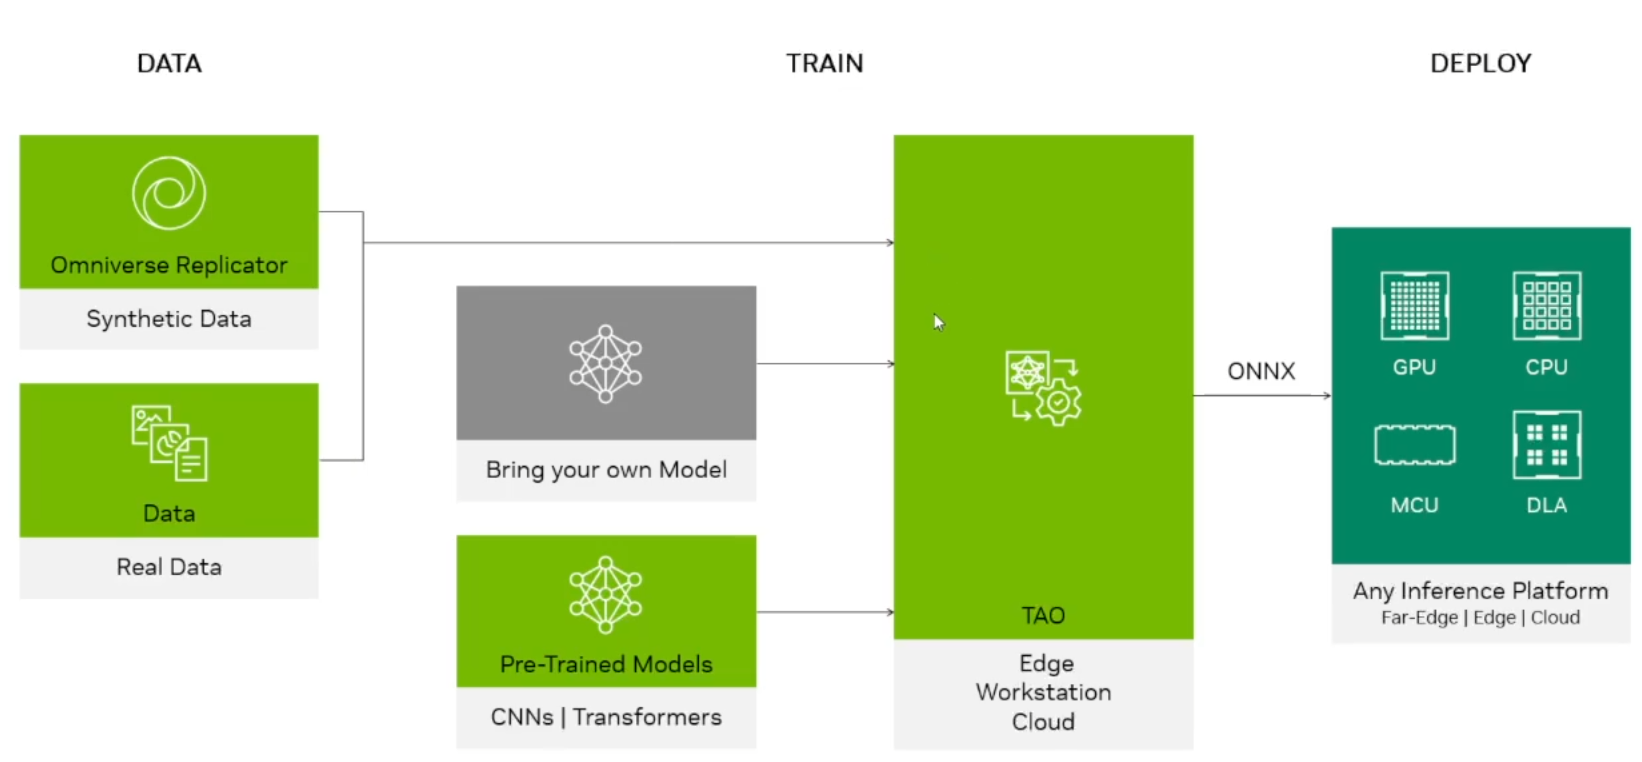 DATA
TRAIN
DEPLOY
Omniverse Replicator
Synthetic Data
Data
Real Data
Bring your own Model
Pre-Trained Models
CNNs | Transformers
TAO
Edge
Workstation
Cloud
ONNX
GPU
CPU
MCU
DLA
Any Inference Platform
Far-Edge | Edge | Cloud